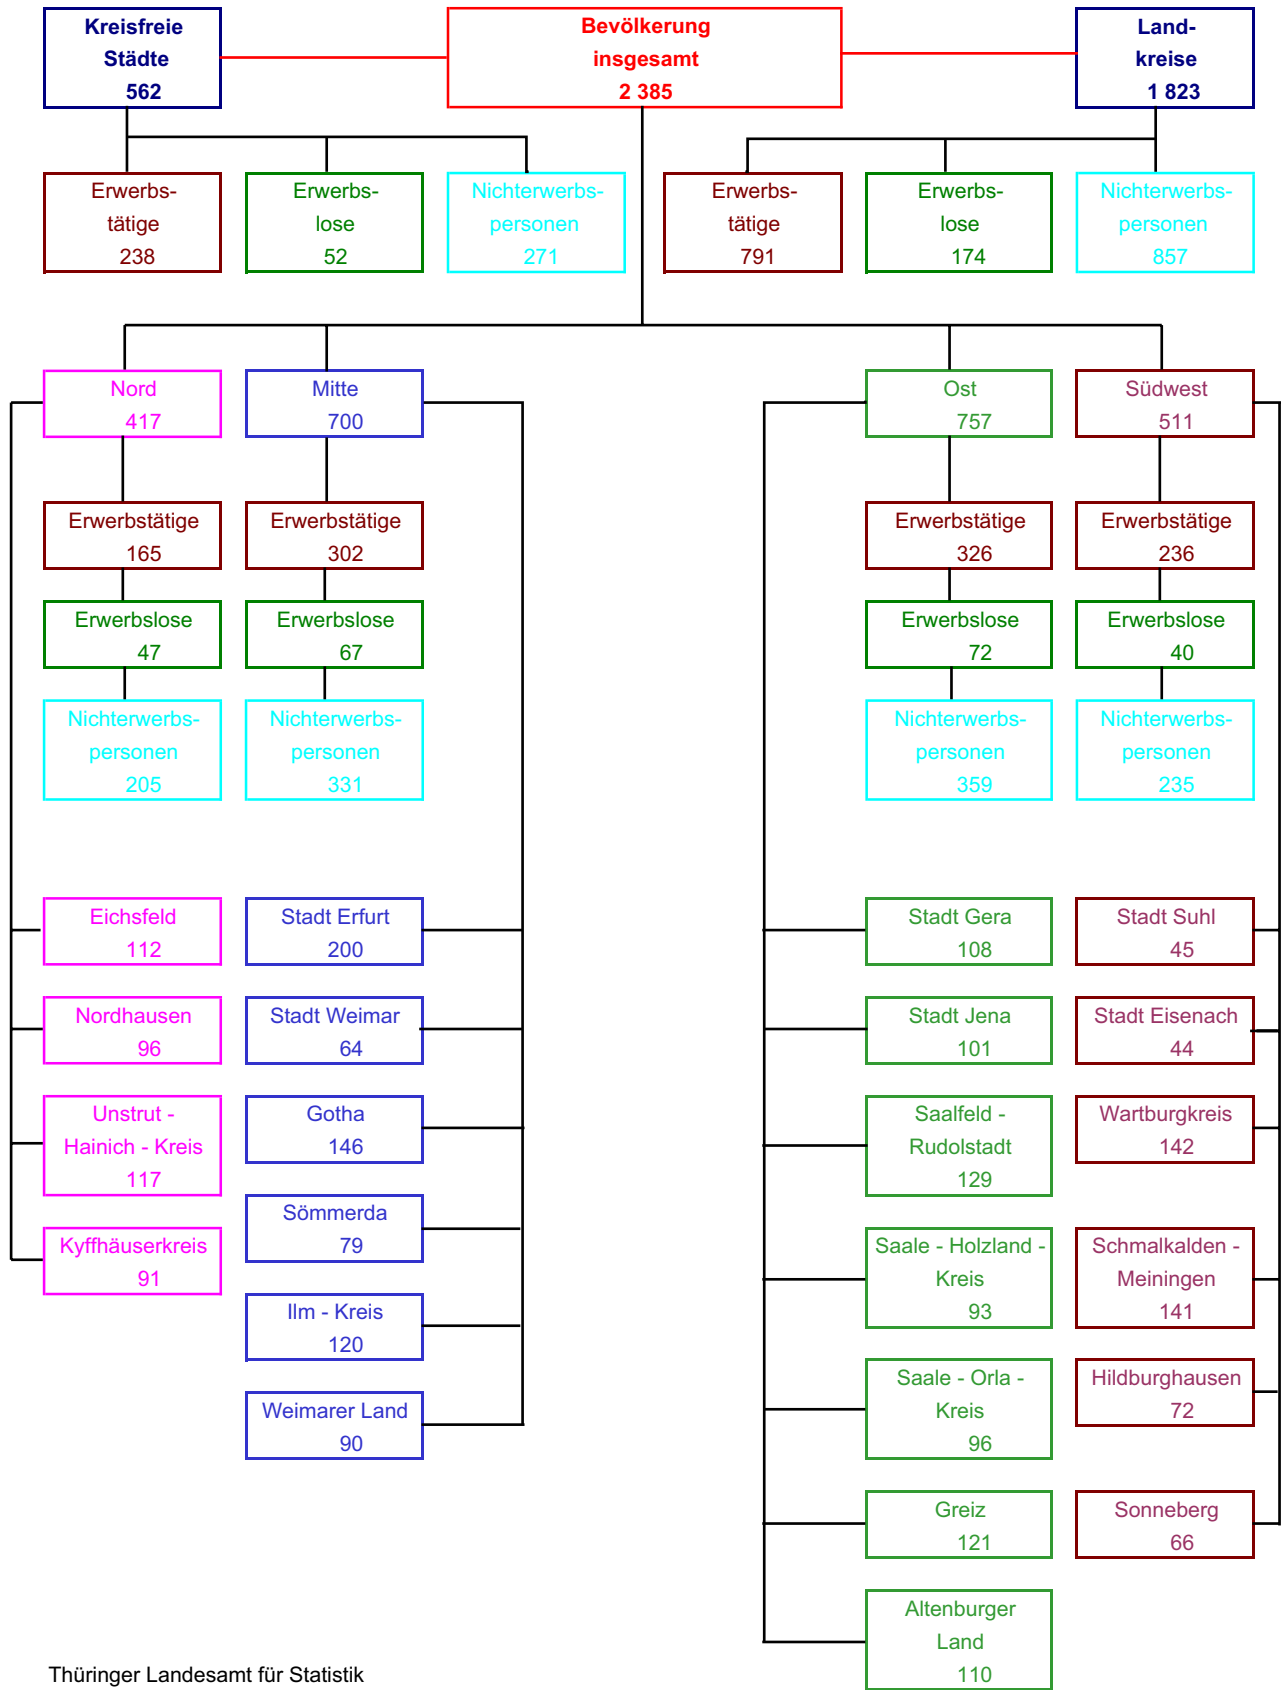 Kreisfreie
Städte
562
Bevölkerung
insgesamt
2 385
Land-
kreise
1 823
Erwerbs-
tätige
238
Erwerbs-
lose
52
Nichterwerbs-
personen
271
Erwerbs-
tätige
791
Erwerbs-
lose
174
Nichterwerbs-
personen
857
Nord
417
Mitte
700
Ost
757
Südwest
511
Erwerbstätige
165
Erwerbstätige
302
Erwerbstätige
326
Erwerbstätige
236
Erwerbslose
47
Erwerbslose
67
Erwerbslose
72
Erwerbslose
40
Nichterwerbs-
personen
205
Nichterwerbs-
personen
331
Nichterwerbs-
personen
359
Nichterwerbs-
personen
235
Eichsfeld
112
Stadt Erfurt
200
Stadt Gera
108
Stadt Suhl
45
Nordhausen
96
Stadt Weimar
64
Stadt Jena
101
Stadt Eisenach
44
Unstrut -
Hainich - Kreis
117
Gotha
146
Saalfeld -
Rudolstadt
129
Wartburgkreis
142
Kyffhäuserkreis
91
Sömmerda
79
Saale - Holzland -
Kreis
93
Schmalkalden -
Meiningen
141
Ilm - Kreis
120
Saale - Orla -
Kreis
96
Hildburghausen
72
Weimarer Land
90
Greiz
121
Sonneberg
66
Altenburger
Land
110
Thüringer Landesamt für Statistik